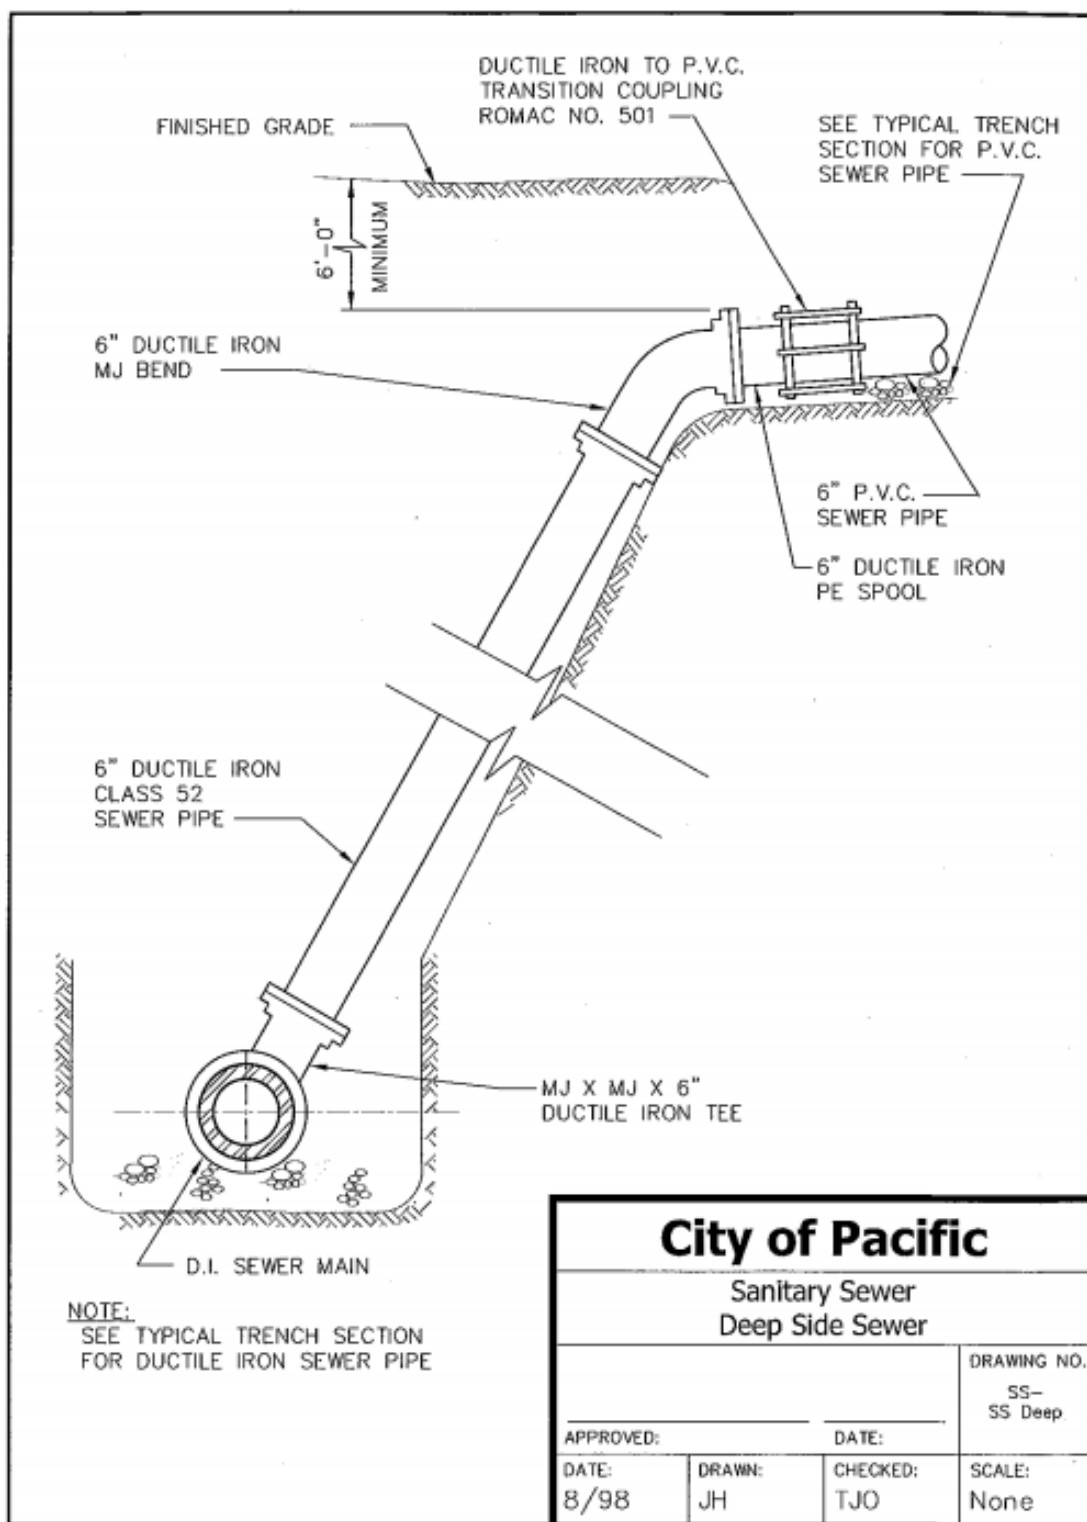 DUCTILE IRON TO P.V.C.
TRANSITION COUPLING
ROMAC NO. 501
FINISHED GRADE
SEE TYPICAL TRENCH
SECTION FOR P.V.C.
SEWER PIPE
6'-0"
MINIMUM
6" DUCTILE IRON
MJ BEND
6" P.V.C.
SEWER PIPE
6" DUCTILE IRON
PE SPOOL
6" DUCTILE IRON
CLASS 52
SEWER PIPE
MJ X MJ X 6"
DUCTILE IRON TEE
D.I. SEWER MAIN
NOTE:
SEE TYPICAL TRENCH SECTION
FOR DUCTILE IRON SEWER PIPE
City of Pacific
Sanitary Sewer
Deep Side Sewer
DRAWING NO.
SS-
SS Deep
APPROVED:
DATE:
DATE:
8/98
DRAWN:
JH
CHECKED:
TJO
SCALE:
None